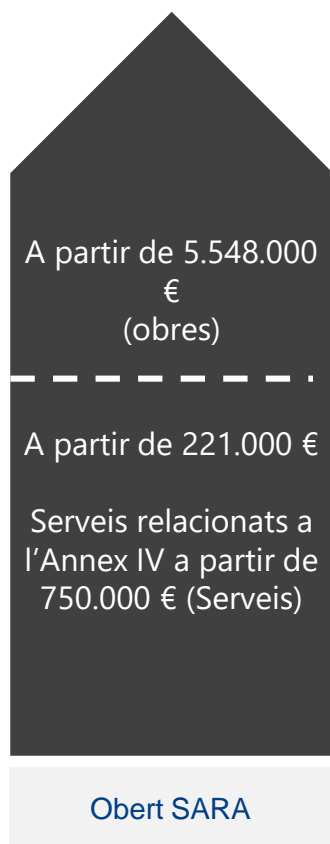 A partir de 5.548.000
€
(obres)
A partir de 221.000 €
Serveis relacionats a
l’Annex IV a partir de
750.000 € (Serveis)
Obert SARA